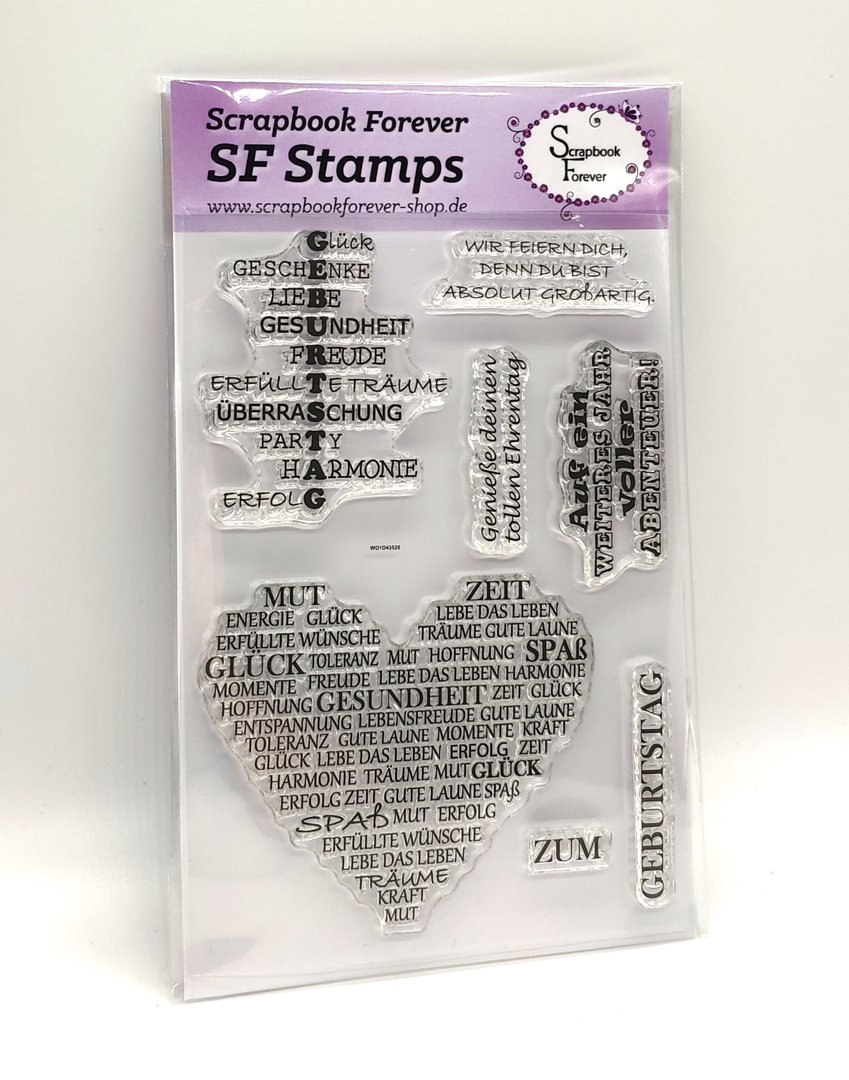 Scrapbook Forever
SF Stamps
www.scrapbookforever-shop.de
Scrapbook
Forever
Glück
GESCHENKE
LIEBE
GESUNDHEIT
FREUDE
ERFÜLLTE TRÄUME
ÜBERRASCHUNG
PARTY
HARMONIE
ERFOLG
WIR FEIERN DICH,
DENN DU BIST
ABSOLUT GROßARTIG.
Genieße deinen
tollen Ehrentag
Auf ein
WEITERES JAHR
voller
ABENTEUER!
WO1D43520
MUT ZEIT
ENERGIE GLÜCK LEBE DAS LEBEN
ERFÜLLTE WÜNSCHE TRÄUME GUTE LAUNE
GLÜCK TOLERANZ MUT HOFFNUNG SPAß
MOMENTE FREUDE LEBE DAS LEBEN HARMONIE
HOFFNUNG GESUNDHEIT ZEIT GLÜCK
ENTSPANNUNG LEBENSFREUDE GUTE LAUNE
TOLERANZ GUTE LAUNE MOMENTE KRAFT
GLÜCK LEBE DAS LEBEN ERFOLG ZEIT
HARMONIE TRÄUME MUT GLÜCK
ERFOLG ZEIT GUTE LAUNE SPAß
SPAß MUT ERFOLG
ERFÜLLTE WÜNSCHE
LEBE DAS LEBEN
TRÄUME
KRAFT
MUT
ZUM
GEBURTSTAG